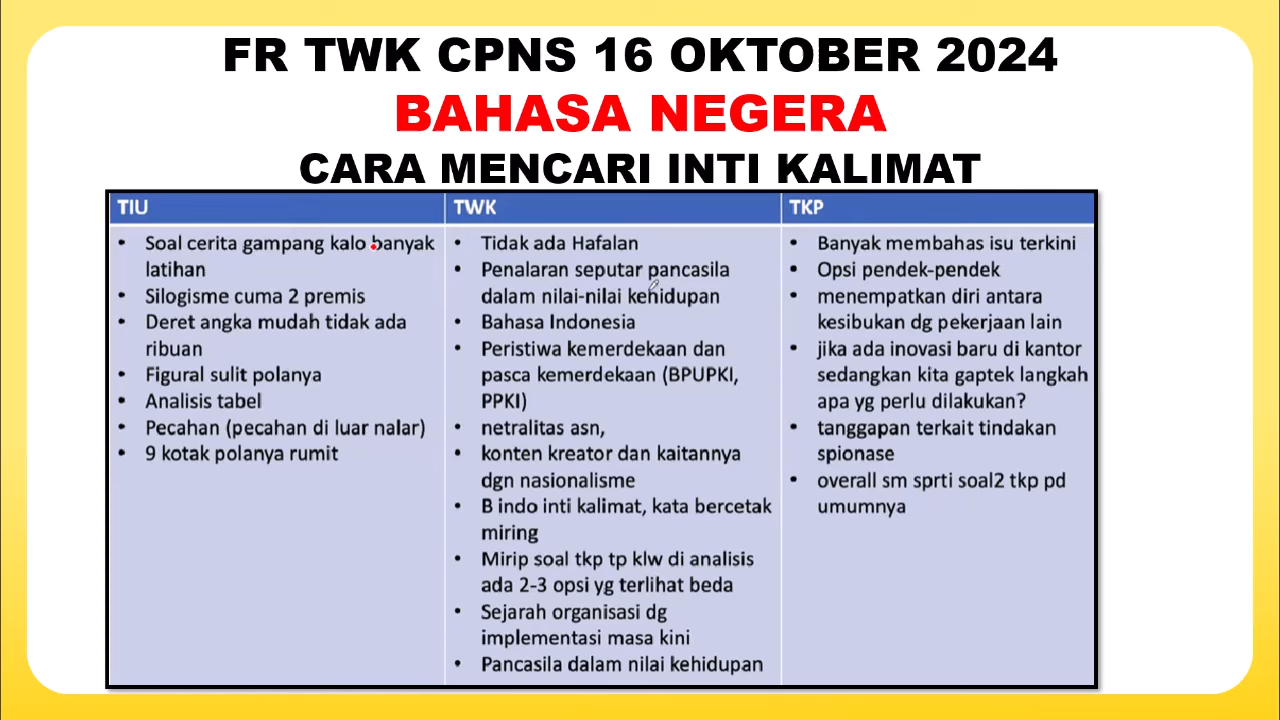 FR TWK CPNS 16 OKTOBER 2024
BAHASA NEGERA
CARA MENCARI INTI KALIMAT
TIU
• Soal cerita gampang kalo banyak
latihan
• Silogisme cuma 2 premis
• Deret angka mudah tidak ada
ribuan
• Figural sulit polanya
• Analisis tabel
• Pecahan (pecahan di luar nalar)
• 9 kotak polanya rumit
TWK
• Tidak ada Hafalan
• Penalaran seputar pancasila
dalam nilai-nilai kehidupan
• Bahasa Indonesia
• Peristiwa kemerdekaan dan
pasca kemerdekaan (BPUPKI,
PPKI)
• netralitas asn,
• konten kreator dan kaitannya
dgn nasionalisme
• B indo inti kalimat, kata bercetak
miring
• Mirip soal tkp tp klw di analisis
ada 2-3 opsi yg terlihat beda
• Sejarah organisasi dg
implementasi masa kini
• Pancasila dalam nilai kehidupan
TKP
• Banyak membahas isu terkini
• Opsi pendek-pendek
• menempatkan diri antara
kesibukan dg pekerjaan lain
• jika ada inovasi baru di kantor
sedangkan kita gaptek langkah
apa yg perlu dilakukan?
• tanggapan terkait tindakan
spionase
• overall sm sprti soal2 tkp pd
umumnya